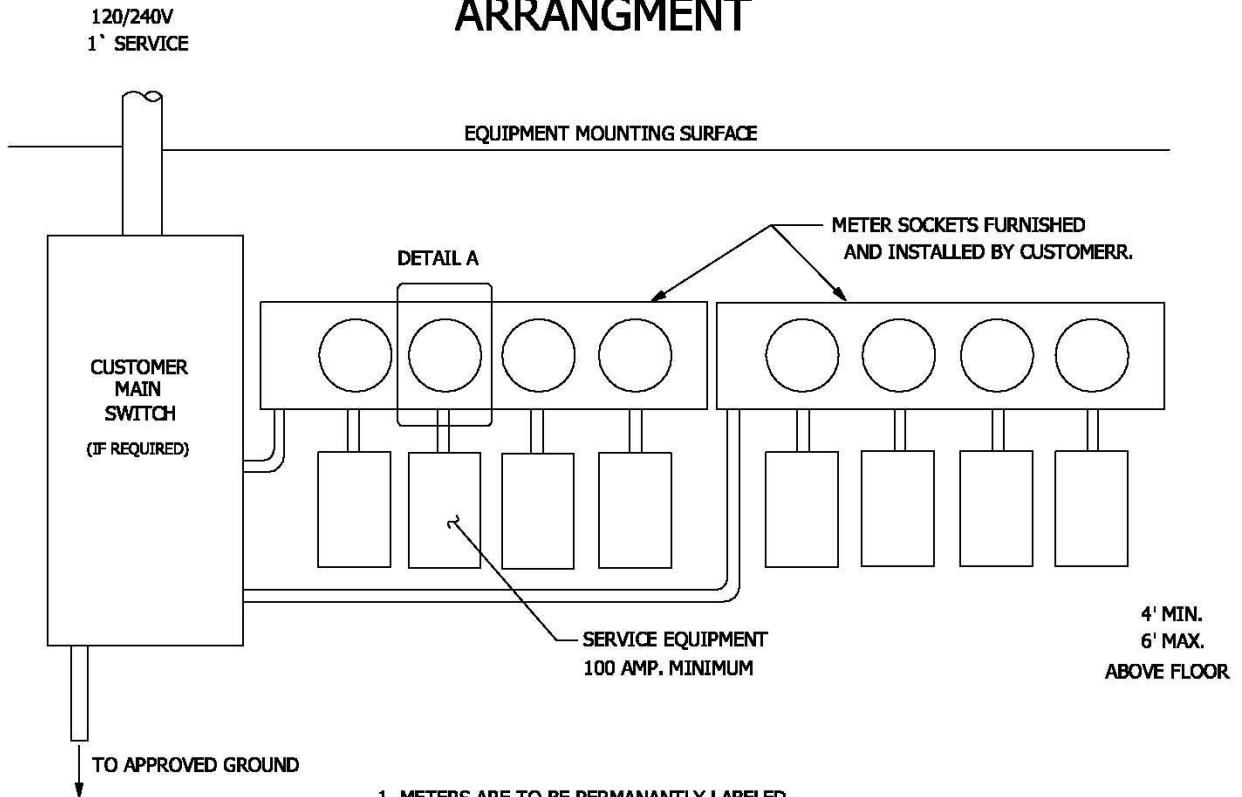 ARRANGMENT
120/240V
1` SERVICE
EQUIPMENT MOUNTING SURFACE
METER SOCKETS FURNISHED
AND INSTALLED BY CUSTOMERR.
DETAIL A
CUSTOMER
MAIN
SWITCH
(IF REQUIRED)
SERVICE EQUIPMENT
100 AMP. MINIMUM
4' MIN.
6' MAX.
ABOVE FLOOR
TO APPROVED GROUND
1. METERS ARE TO BE PERMANANTLY LABELED